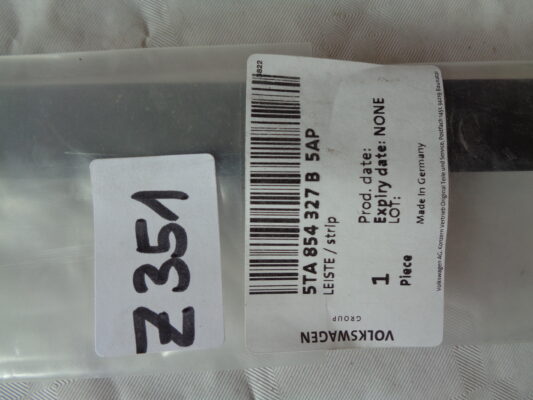 Z 351
VOLKSWAGEN
GROUP
5TA 854 327 B 5AP
LEISTE / strip
Prod. date:
Expiry date: NONE
LOT:
1
Piece
Made in Germany